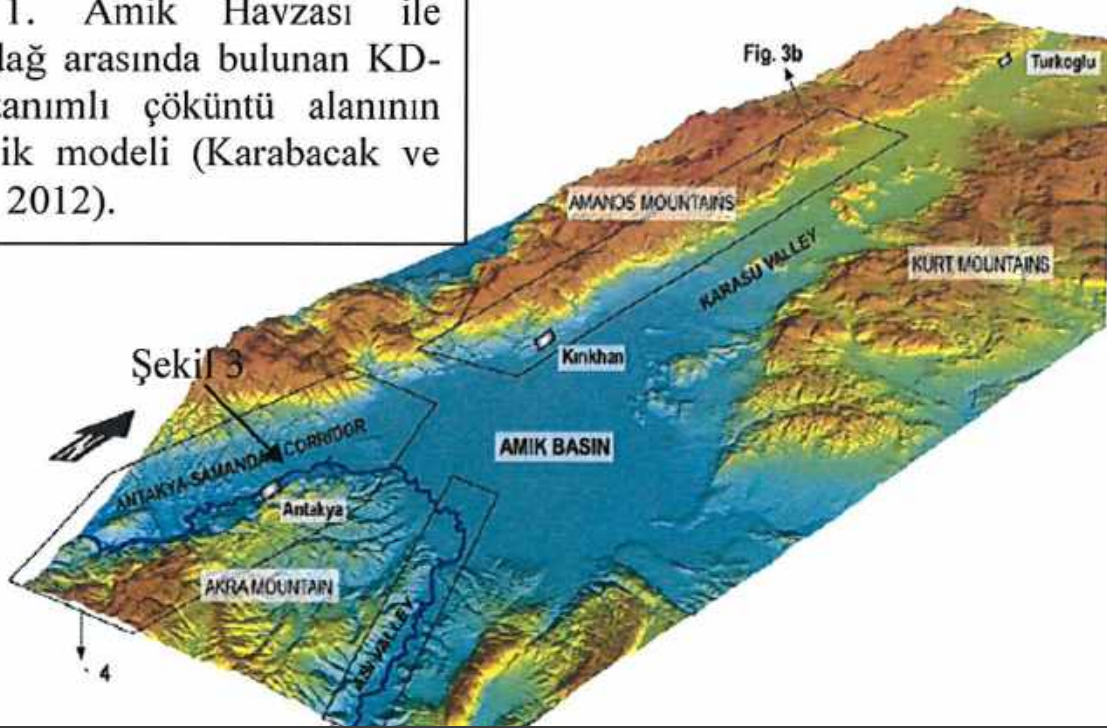 1. Amik Havzası ile
dağ arasında bulunan KD-
tanımlı çöküntü alanının
ik modeli (Karabacak ve
2012).
Fig. 3b
Turkoglu
AMANOS MOUNTAINS
KARASU VALLEY
KURT MOUNTAINS
Kırıkhan
Şekil 3
AMIK BASIN
ANTAKYA-SAMANDAĞ CORRIDOR
Antakya
AKRA MOUNTAIN
ASI VALLEY
4